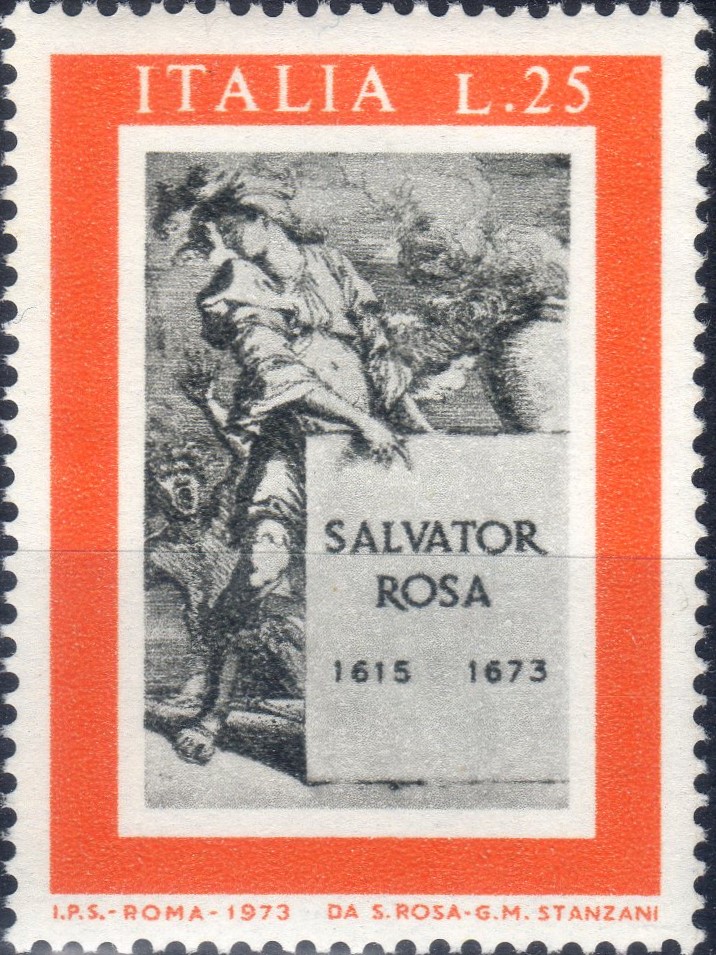 ITALIA L.25
SALVATOR
ROSA
1615 1673
I.P.S.-ROMA-1973 DA S.ROSA-G.M. STANZANI